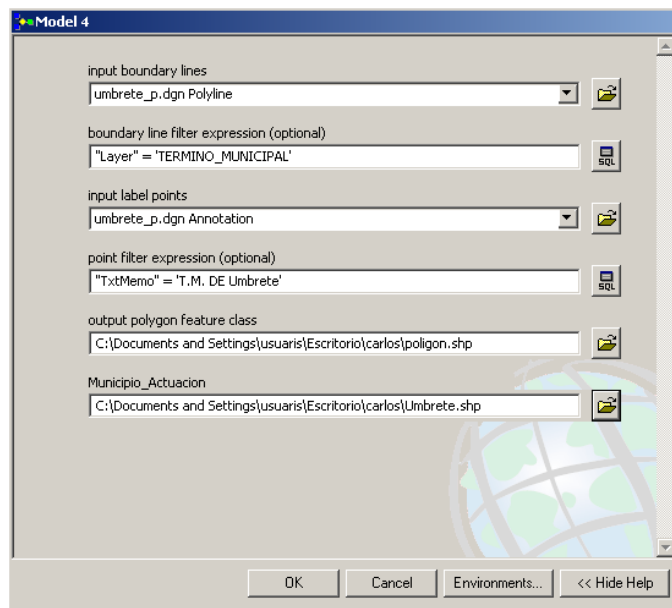 Model 4
input boundary lines
umbrete_p.dgn Polyline
boundary line filter expression (optional)
"Layer" = 'TERMINO_MUNICIPAL'
SQL
input label points
umbrete_p.dgn Annotation
point filter expression (optional)
"TxtMemo" = 'T.M. DE Umbrete'
SQL
output polygon feature class
C:\Documents and Settings\usuaris\Escritorio\carlos\poligon.shp
Municipio_Actuacion
C:\Documents and Settings\usuaris\Escritorio\carlos\Umbrete.shp
OK Cancel Environments... << Hide Help